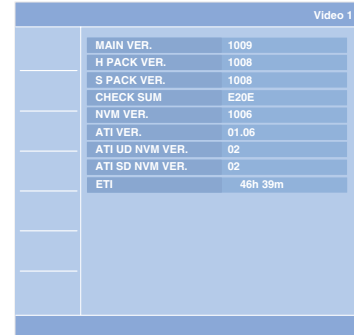 Video 1
MAIN VER. 1009
H PACK VER. 1008
S PACK VER. 1008
CHECK SUM E20E
NVM VER. 1006
ATI VER. 01.06
ATI UD NVM VER. 02
ATI SD NVM VER. 02
ETI 46h 39m